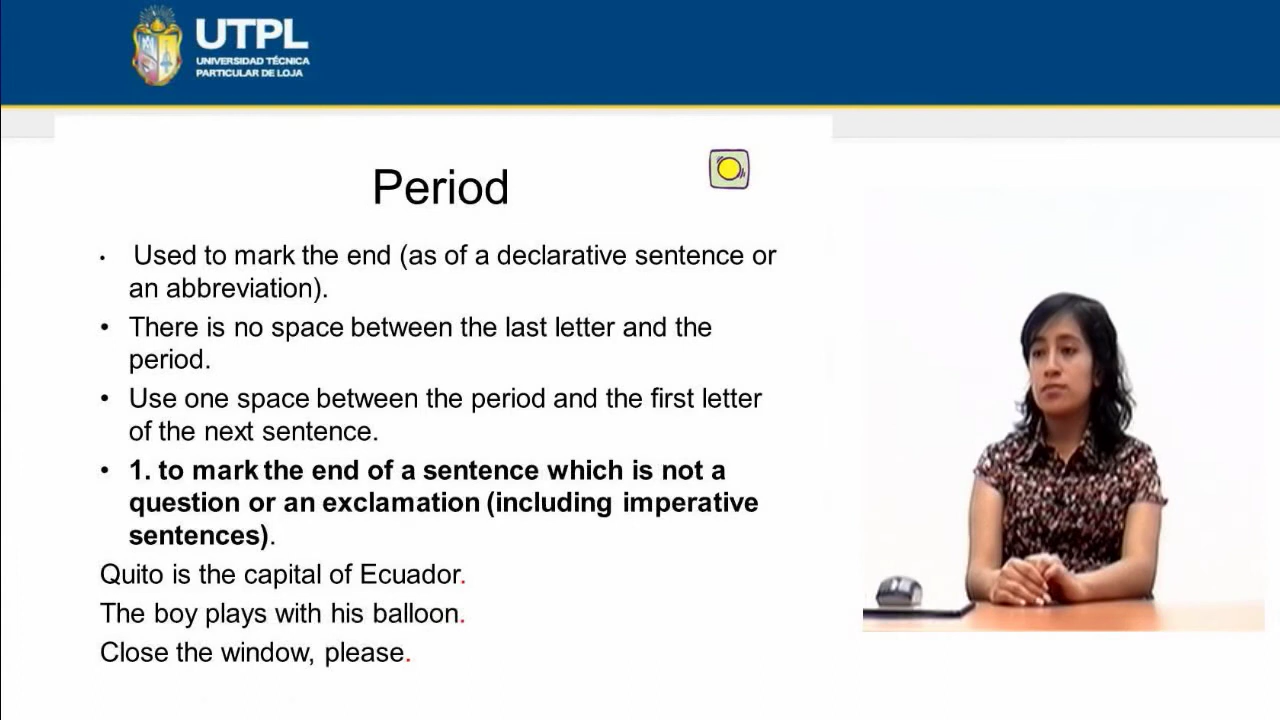 UTPL
UNIVERSIDAD TÉCNICA
PARTICULAR DE LOJA
Period
• Used to mark the end (as of a declarative sentence or
an abbreviation).
• There is no space between the last letter and the
period.
• Use one space between the period and the first letter
of the next sentence.
• 1. to mark the end of a sentence which is not a
question or an exclamation (including imperative
sentences).
Quito is the capital of Ecuador.
The boy plays with his balloon.
Close the window, please.